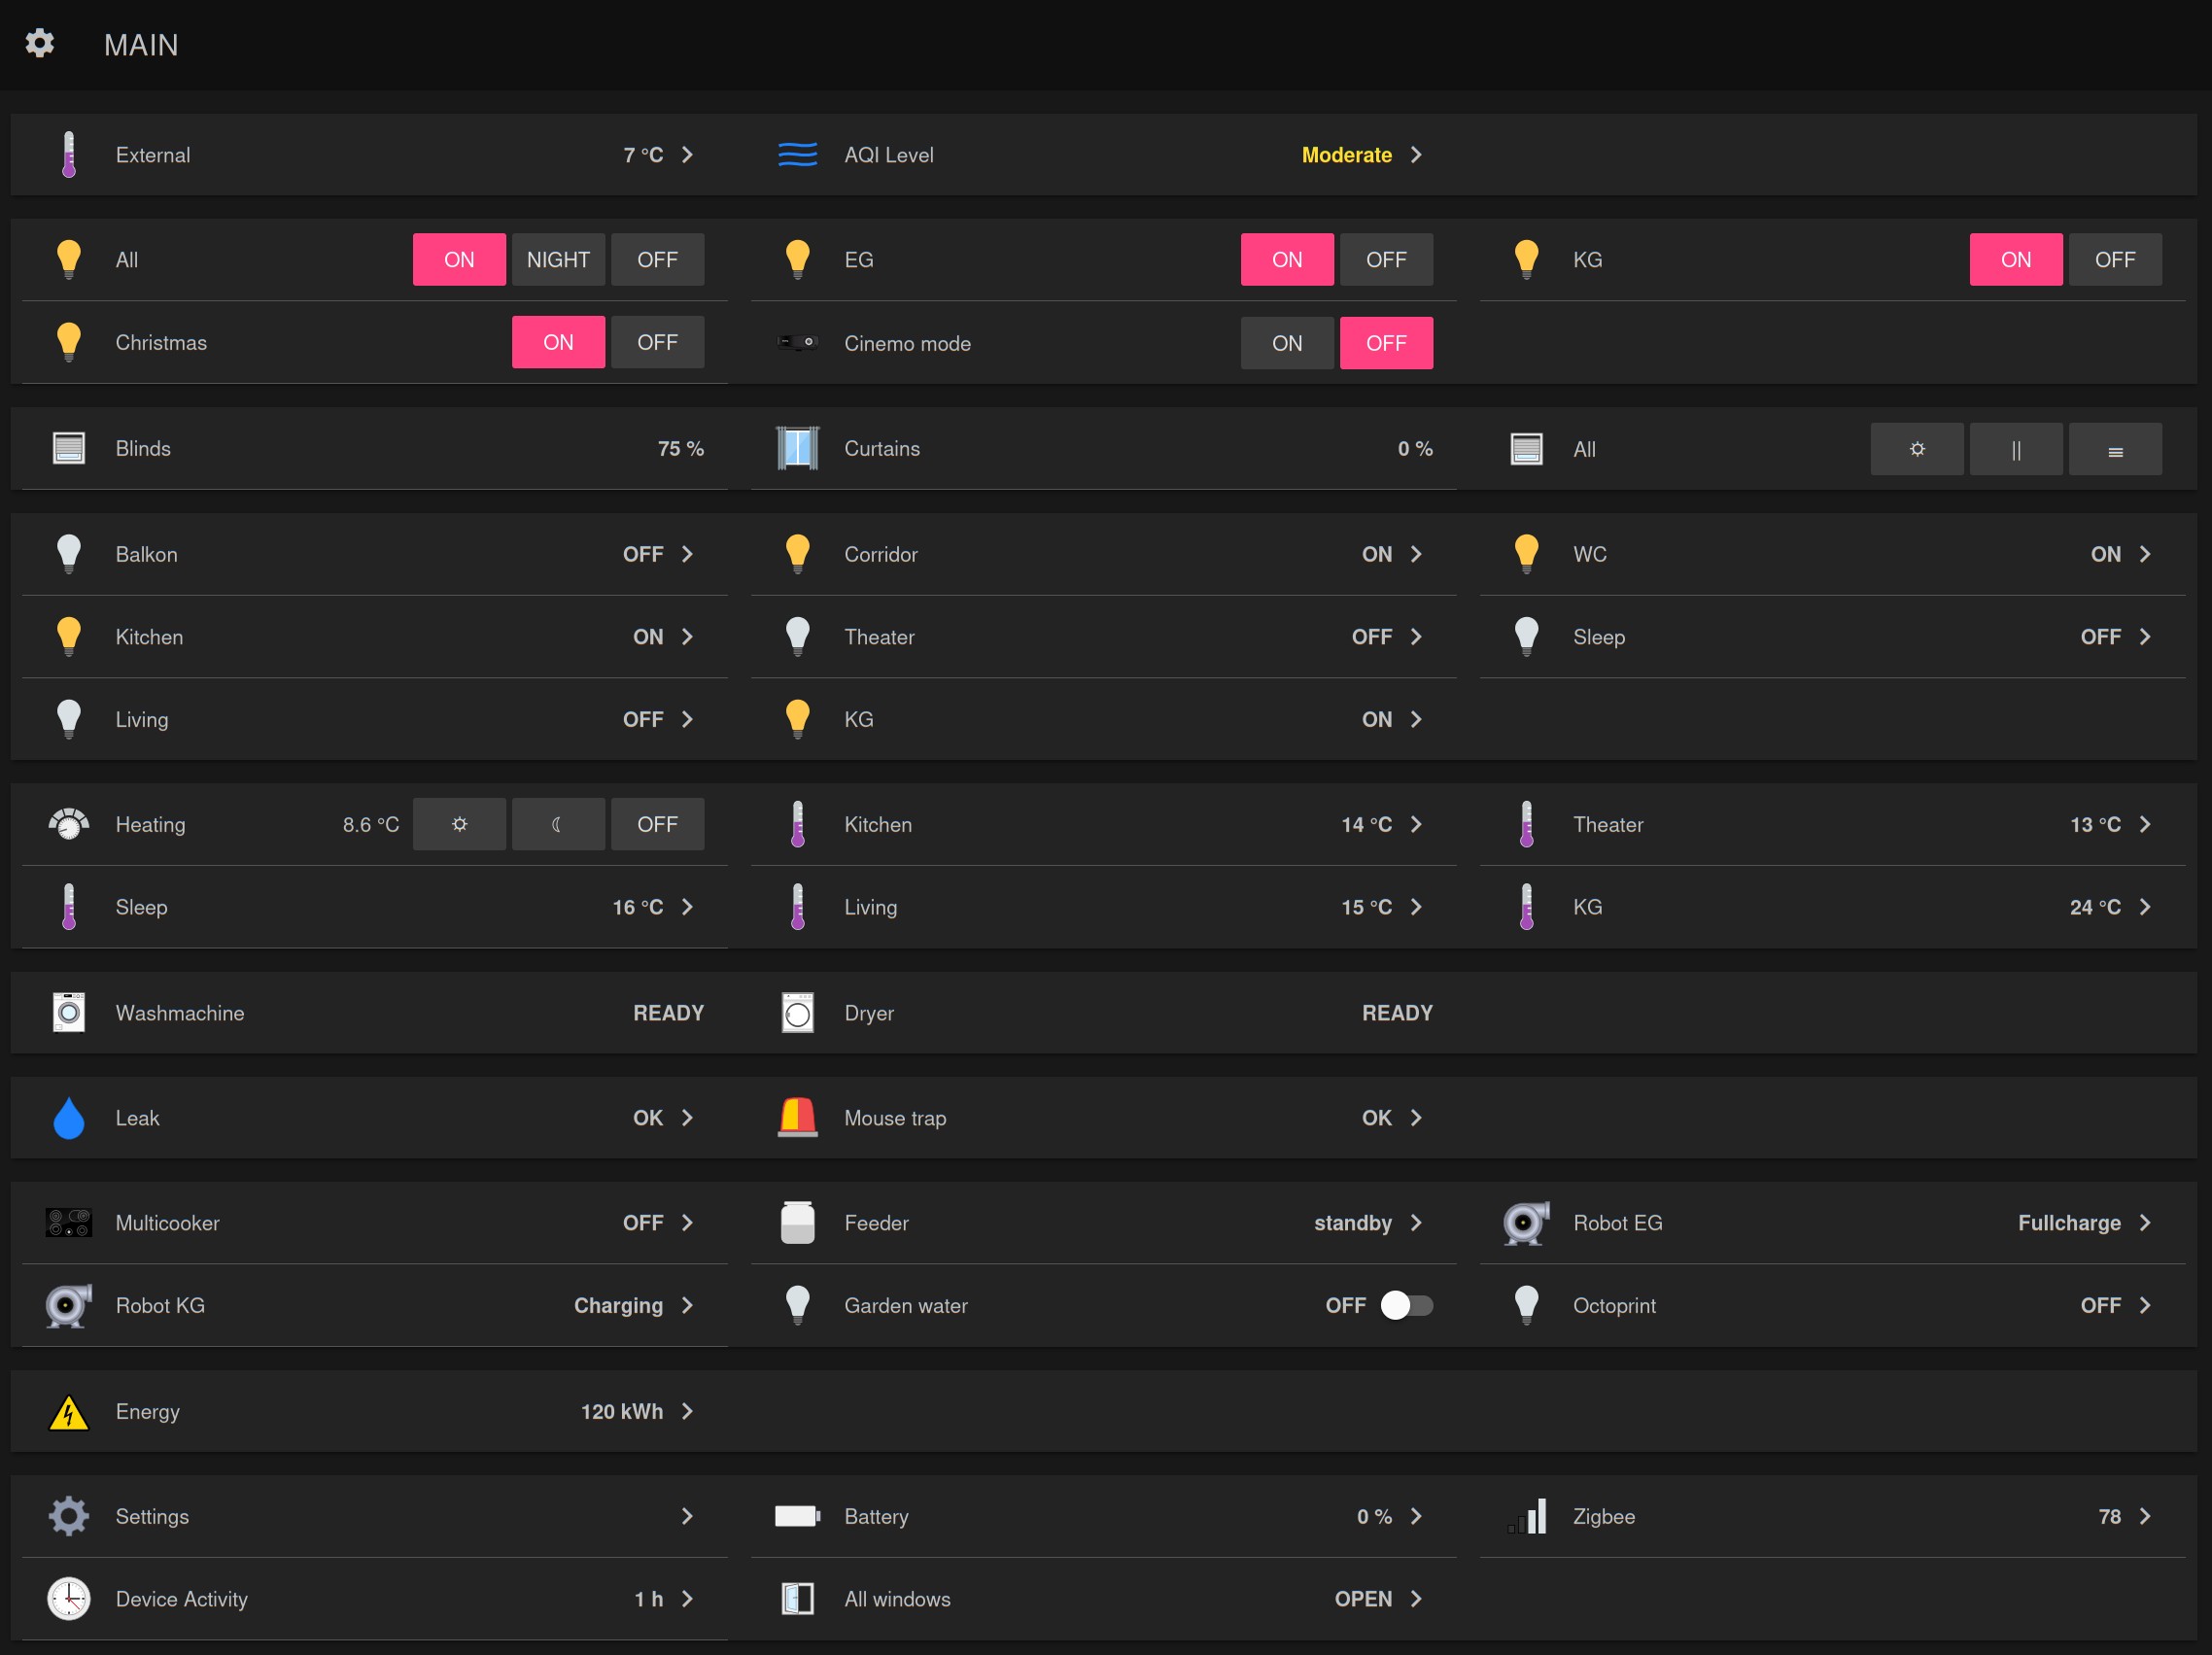 MAIN
External 7 °C AQI Level Moderate
All ON NIGHT OFF EG ON OFF KG ON OFF
Christmas ON OFF Cinemo mode ON OFF
Blinds 75 % Curtains 0 % All
Balkon OFF Corridor ON WC ON
Kitchen ON Theater OFF Sleep OFF
Living OFF KG ON
Heating 8.6 °C OFF Kitchen 14 °C Theater 13 °C
Sleep 16 °C Living 15 °C KG 24 °C
Washmachine READY Dryer READY
Leak OK Mouse trap OK
Multicooker OFF Feeder standby Robot EG Fullcharge
Robot KG Charging Garden water OFF Octoprint OFF
Energy 120 kWh
Settings Battery 0 % Zigbee 78
Device Activity 1 h All windows OPEN